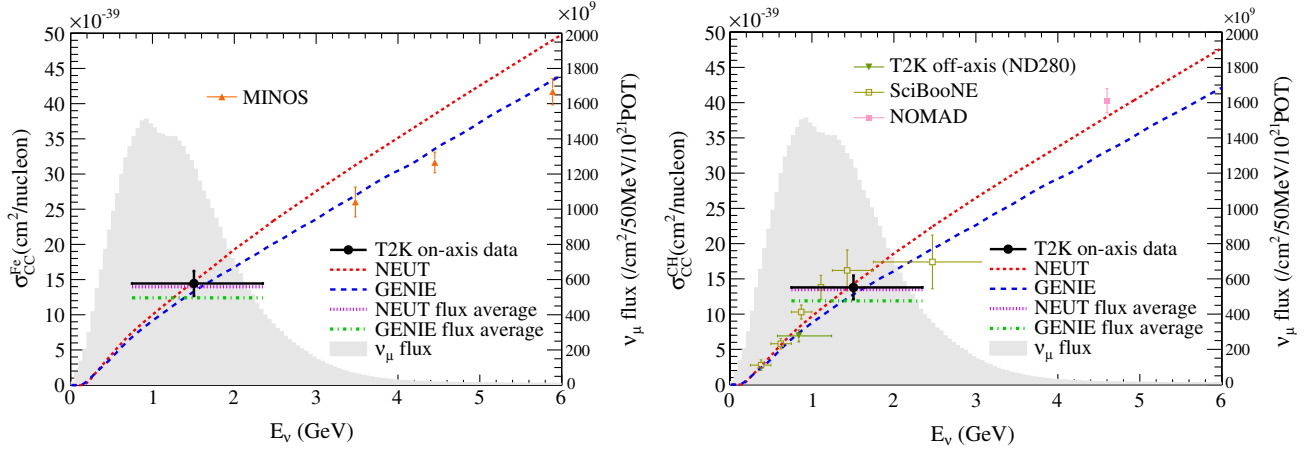 ×10⁻³⁹
×10⁹
σ^Fe_CC(cm²/nucleon)
50
45
40
35
30
25
20
15
10
5
0
MINOS
T2K on-axis data
NEUT
GENIE
NEUT flux average
GENIE flux average
ν_μ flux
2000
1800
1600
1400
1200
1000
800
600
400
200
0
ν_μ flux (/cm²/50MeV/10²¹POT)
0 1 2 3 4 5 6
E_ν (GeV)
×10⁻³⁹
×10⁹
σ^CH_CC(cm²/nucleon)
50
45
40
35
30
25
20
15
10
5
0
T2K off-axis (ND280)
SciBooNE
NOMAD
T2K on-axis data
NEUT
GENIE
NEUT flux average
GENIE flux average
ν_μ flux
2000
1800
1600
1400
1200
1000
800
600
400
200
0
ν_μ flux (/cm²/50MeV/10²¹POT)
0 1 2 3 4 5 6
E_ν (GeV)